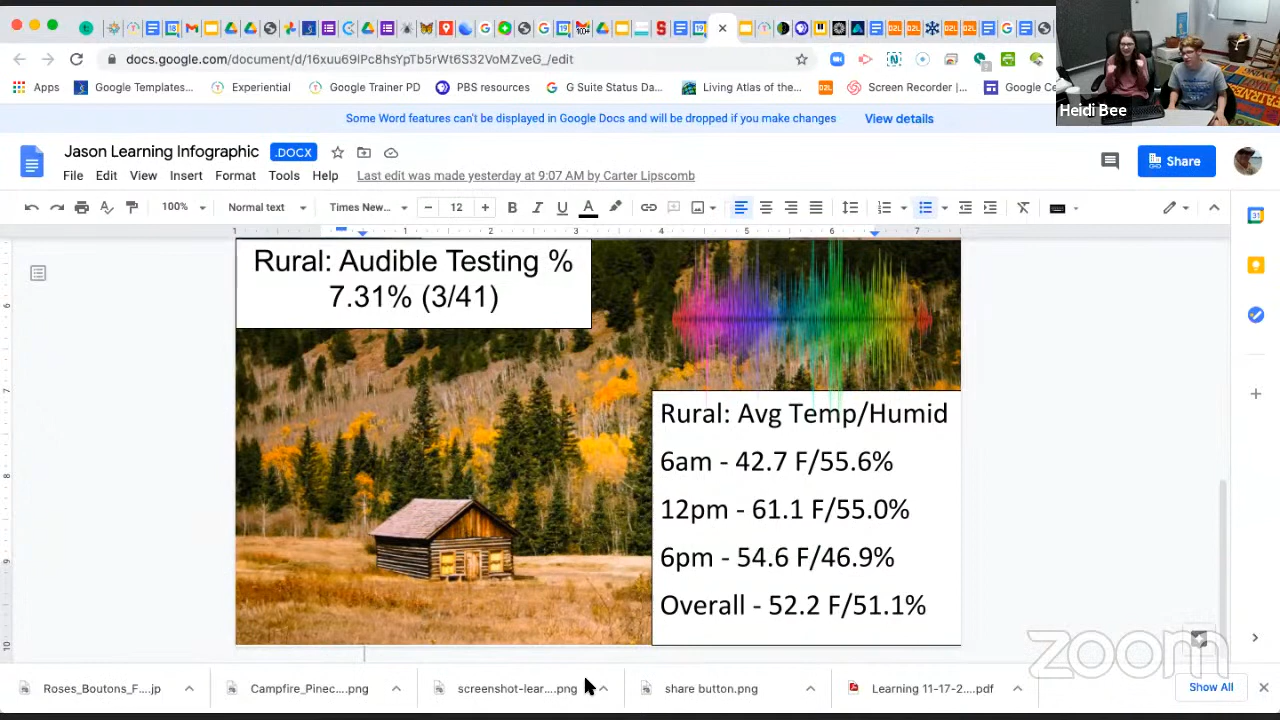 docs.google.com/document/d/16xuu69lPc8hsYpTb5rWt6S32VoMZveG_/edit
Apps
Google Templates...
Experiential
Google Trainer PD
PBS resources
G Suite Status Da...
Living Atlas of the...
D2L
Screen Recorder |...
Google Ce
Heidi Bee
Some Word features can't be displayed in Google Docs and will be dropped if you make changes
View details
Jason Learning Infographic
.DOCX
Share
File Edit View Insert Format Tools Help
Last edit was made yesterday at 9:07 AM by Carter Lipscomb
100%
Normal text
Times New...
12
Rural: Audible Testing %
7.31% (3/41)
Rural: Avg Temp/Humid
6am - 42.7 F/55.6%
12pm - 61.1 F/55.0%
6pm - 54.6 F/46.9%
Overall - 52.2 F/51.1%
zoom
Roses_Boutons_F....jp
Campfire_Pinec....png
screenshot-lear....png
share button.png
Learning 11-17-2....pdf
Show All